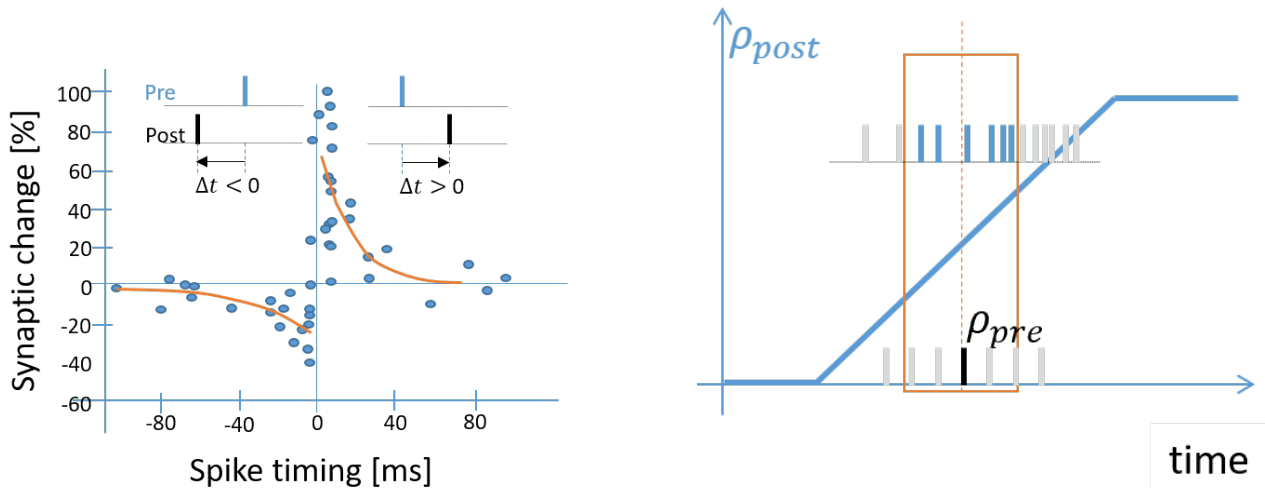 Pre
Post
Δt < 0
Δt > 0
Synaptic change [%]
100
80
60
40
20
0
-20
-40
-60
-80
-40
0
40
80
Spike timing [ms]
ρpost
ρpre
time